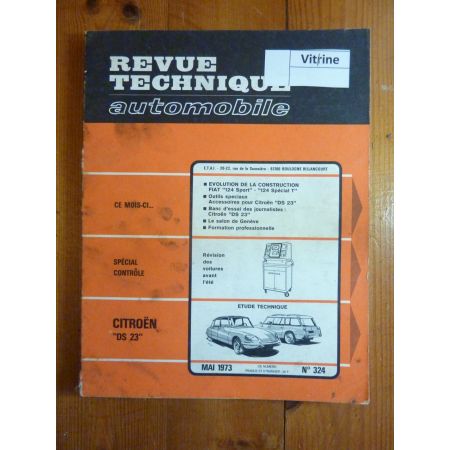 REVUE
TECHNIQUE
automobile
Vitrine
E.T.A.I. - 20-22, rue de la Saussière - 92100 BOULOGNE BILLANCOURT
■ EVOLUTION DE LA CONSTRUCTION
FIAT "124 Sport" - "124 Spécial T"
■ Outils speciaux
Accessoires pour Citroën "DS 23"
■ Banc d'essai des journalistes :
Citroën "DS 23"
■ Le salon de Genève
■ Formation professionnelle
CE MOIS-CI...
SPÉCIAL
CONTRÔLE
Révision
des
voitures
avant
l'été
CITROËN
"DS 23"
ETUDE TECHNIQUE
MAI 1973
CE NUMERO
N° 324